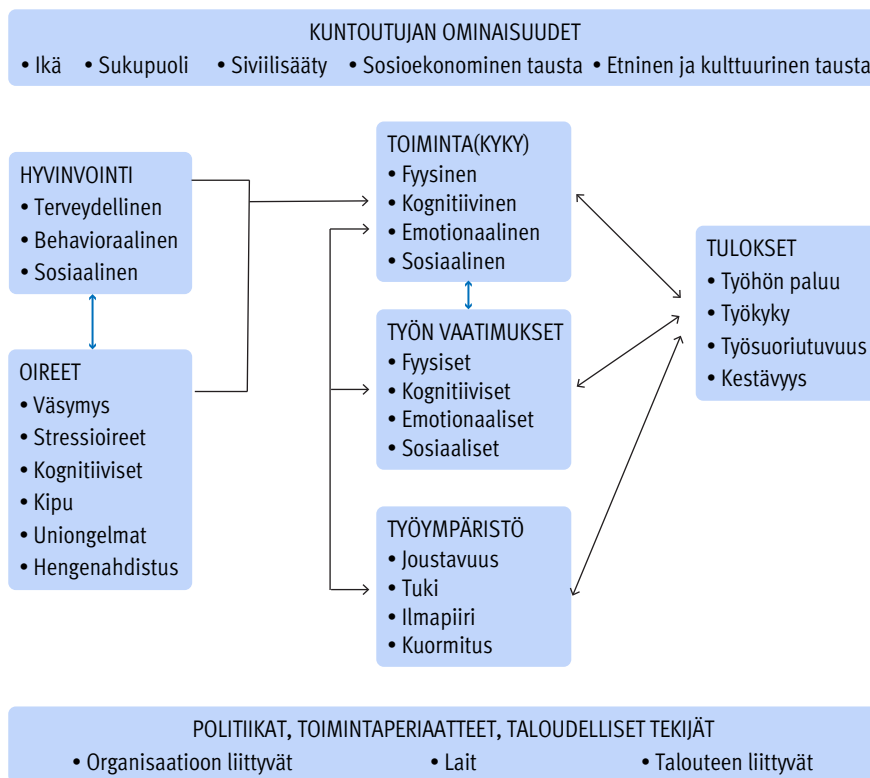 KUNTOUTUJAN OMINAISUUDET
• Ikä • Sukupuoli • Siviilisääty • Sosioekonominen tausta • Etninen ja kulttuurinen tausta
HYVINVOINTI
• Terveydellinen
• Behavioraalinen
• Sosiaalinen
OIREET
• Väsymys
• Stressioireet
• Kognitiiviset
• Kipu
• Uniongelmat
• Hengenahdistus
TOIMINTA(KYKY)
• Fyysinen
• Kognitiivinen
• Emotionaalinen
• Sosiaalinen
TYÖN VAATIMUKSET
• Fyysiset
• Kognitiiviset
• Emotionaaliset
• Sosiaaliset
TYÖYMPÄRISTÖ
• Joustavuus
• Tuki
• Ilmapiiri
• Kuormitus
TULOKSET
• Työhön paluu
• Työkyky
• Työsuoriutuvuus
• Kestävyys
POLITIIKAT, TOIMINTAPERIAATTEET, TALOUDELLISET TEKIJÄT
• Organisaatioon liittyvät • Lait • Talouteen liittyvät